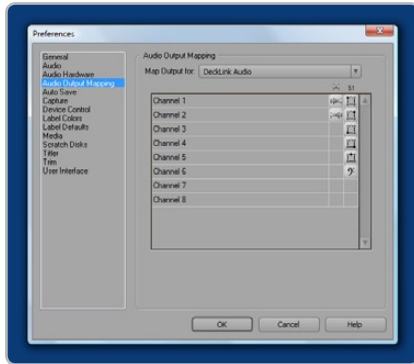 Preferences
General
Audio
Audio Hardware
Audio Output Mapping
Auto Save
Capture
Device Control
Label Colors
Label Defaults
Media
Scratch Disks
Titler
Trim
User Interface
Audio Output Mapping
Map Output for: DeckLink Audio
51
Channel 1
Channel 2
Channel 3
Channel 4
Channel 5
Channel 6
Channel 7
Channel 8
OK Cancel Help